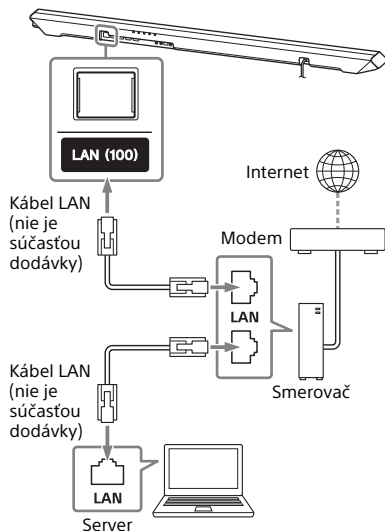 LAN (100)
Internet
Kábel LAN
(nie je
súčasťou
dodávky)
Modem
LAN
Smerovač
Kábel LAN
(nie je
súčasťou
dodávky)
LAN
Server